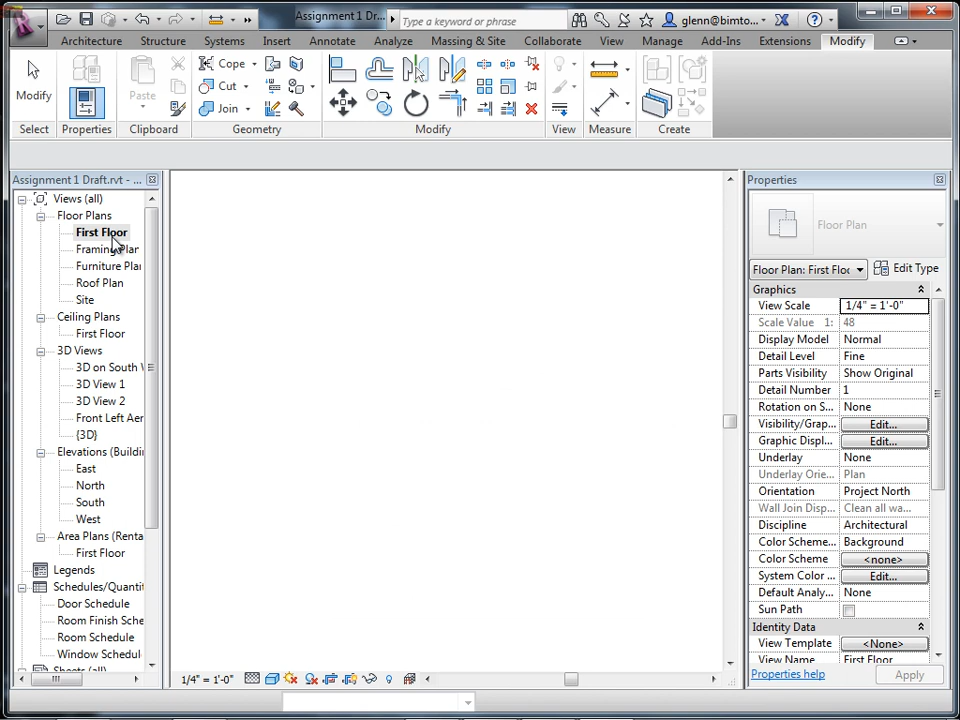 Assignment 1 Dr...
Type a keyword or phrase
glenn@bimto...
Architecture Structure Systems Insert Annotate Analyze Massing & Site Collaborate View Manage Add-Ins Extensions Modify
Modify
Paste
Cope
Cut
Join
Select
Properties
Clipboard
Geometry
Modify
View
Measure
Create
Assignment 1 Draft.rvt - ...
Views (all)
Floor Plans
First Floor
Framing Plan
Furniture Pla
Roof Plan
Site
Ceiling Plans
First Floor
3D Views
3D on South
3D View 1
3D View 2
Front Left Aer
{3D}
Elevations (Buildin
East
North
South
West
Area Plans (Renta
First Floor
Legends
Schedules/Quantit
Door Schedule
Room Finish Sche
Room Schedule
Window Schedul
Sheets (all)
1/4" = 1'-0"
Properties
Floor Plan
Floor Plan: First Floo
Edit Type
Graphics
View Scale 1/4" = 1'-0"
Scale Value 1: 48
Display Model Normal
Detail Level Fine
Parts Visibility Show Original
Detail Number 1
Rotation on S... None
Visibility/Grap... Edit...
Graphic Displ... Edit...
Underlay None
Underlay Orie... Plan
Orientation Project North
Wall Join Disp... Clean all wa...
Discipline Architectural
Color Scheme... Background
Color Scheme <none>
System Color ... Edit...
Default Analy... None
Sun Path
Identity Data
View Template <None>
View Name First Floor
Properties help
Apply